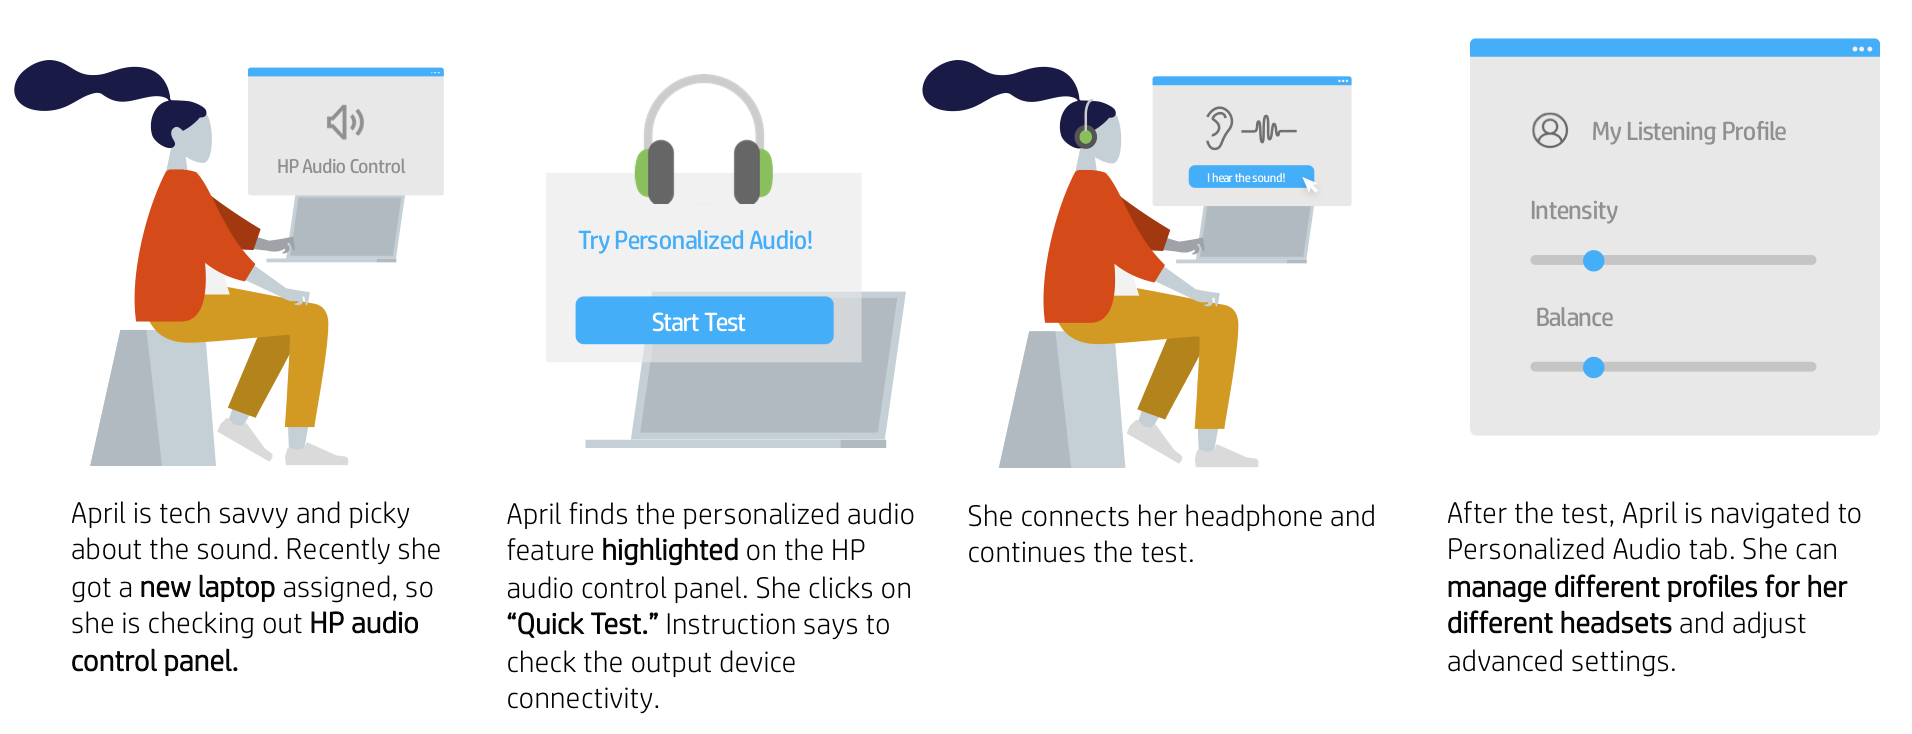 HP Audio Control
Try Personalized Audio!
Start Test
I hear the sound!
My Listening Profile
Intensity
Balance
April is tech savvy and picky
about the sound. Recently she
got a new laptop assigned, so
she is checking out HP audio
control panel.
April finds the personalized audio
feature highlighted on the HP
audio control panel. She clicks on
“Quick Test.” Instruction says to
check the output device
connectivity.
She connects her headphone and
continues the test.
After the test, April is navigated to
Personalized Audio tab. She can
manage different profiles for her
different headsets and adjust
advanced settings.